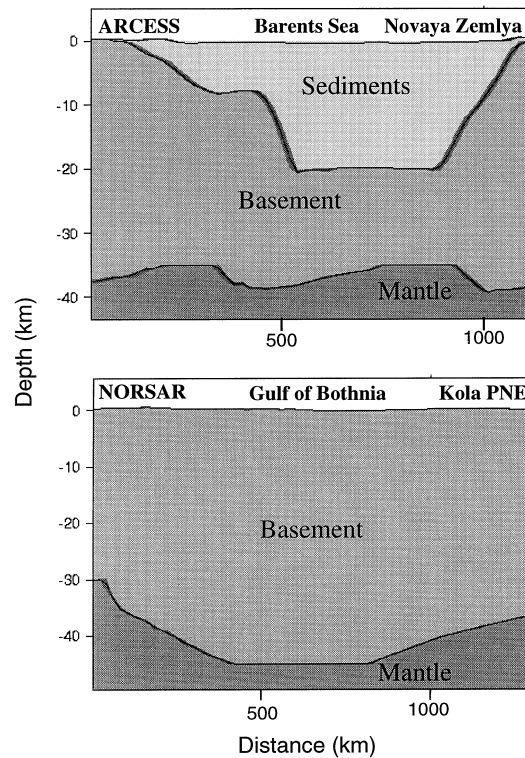 ARCESS Barents Sea Novaya Zemlya
0
Sediments
-10
-20
Basement
-30
Mantle
-40
500 1000
Depth (km)
NORSAR Gulf of Bothnia Kola PNE
0
-10
-20
Basement
-30
-40
Mantle
500 1000
Distance (km)